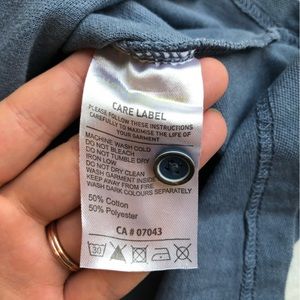 CARE LABEL
PLEASE FOLLOW THESE INSTRUCTIONS
CAREFULLY TO MAXIMISE THE LIFE OF
YOUR GARMENT
MACHINE WASH COLD
DO NOT BLEACH
DO NOT TUMBLE DRY
IRON LOW
DO NOT DRY CLEAN
WASH GARMENT INSIDE
KEEP AWAY FROM FIRE
WASH DARK COLOURS SEPARATELY
50% Cotton
50% Polyester
CA # 07043
30